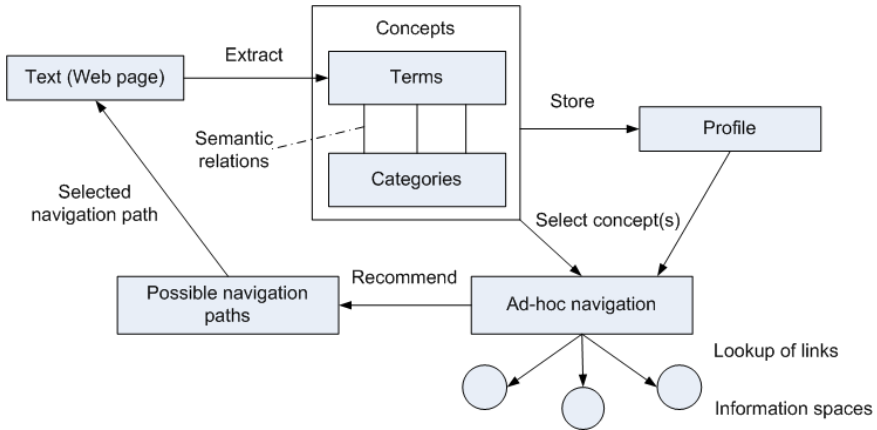 Concepts
Extract
Text (Web page)
Terms
Store
Profile
Semantic
relations
Categories
Selected
navigation path
Select concept(s)
Recommend
Possible navigation
paths
Ad-hoc navigation
Lookup of links
Information spaces